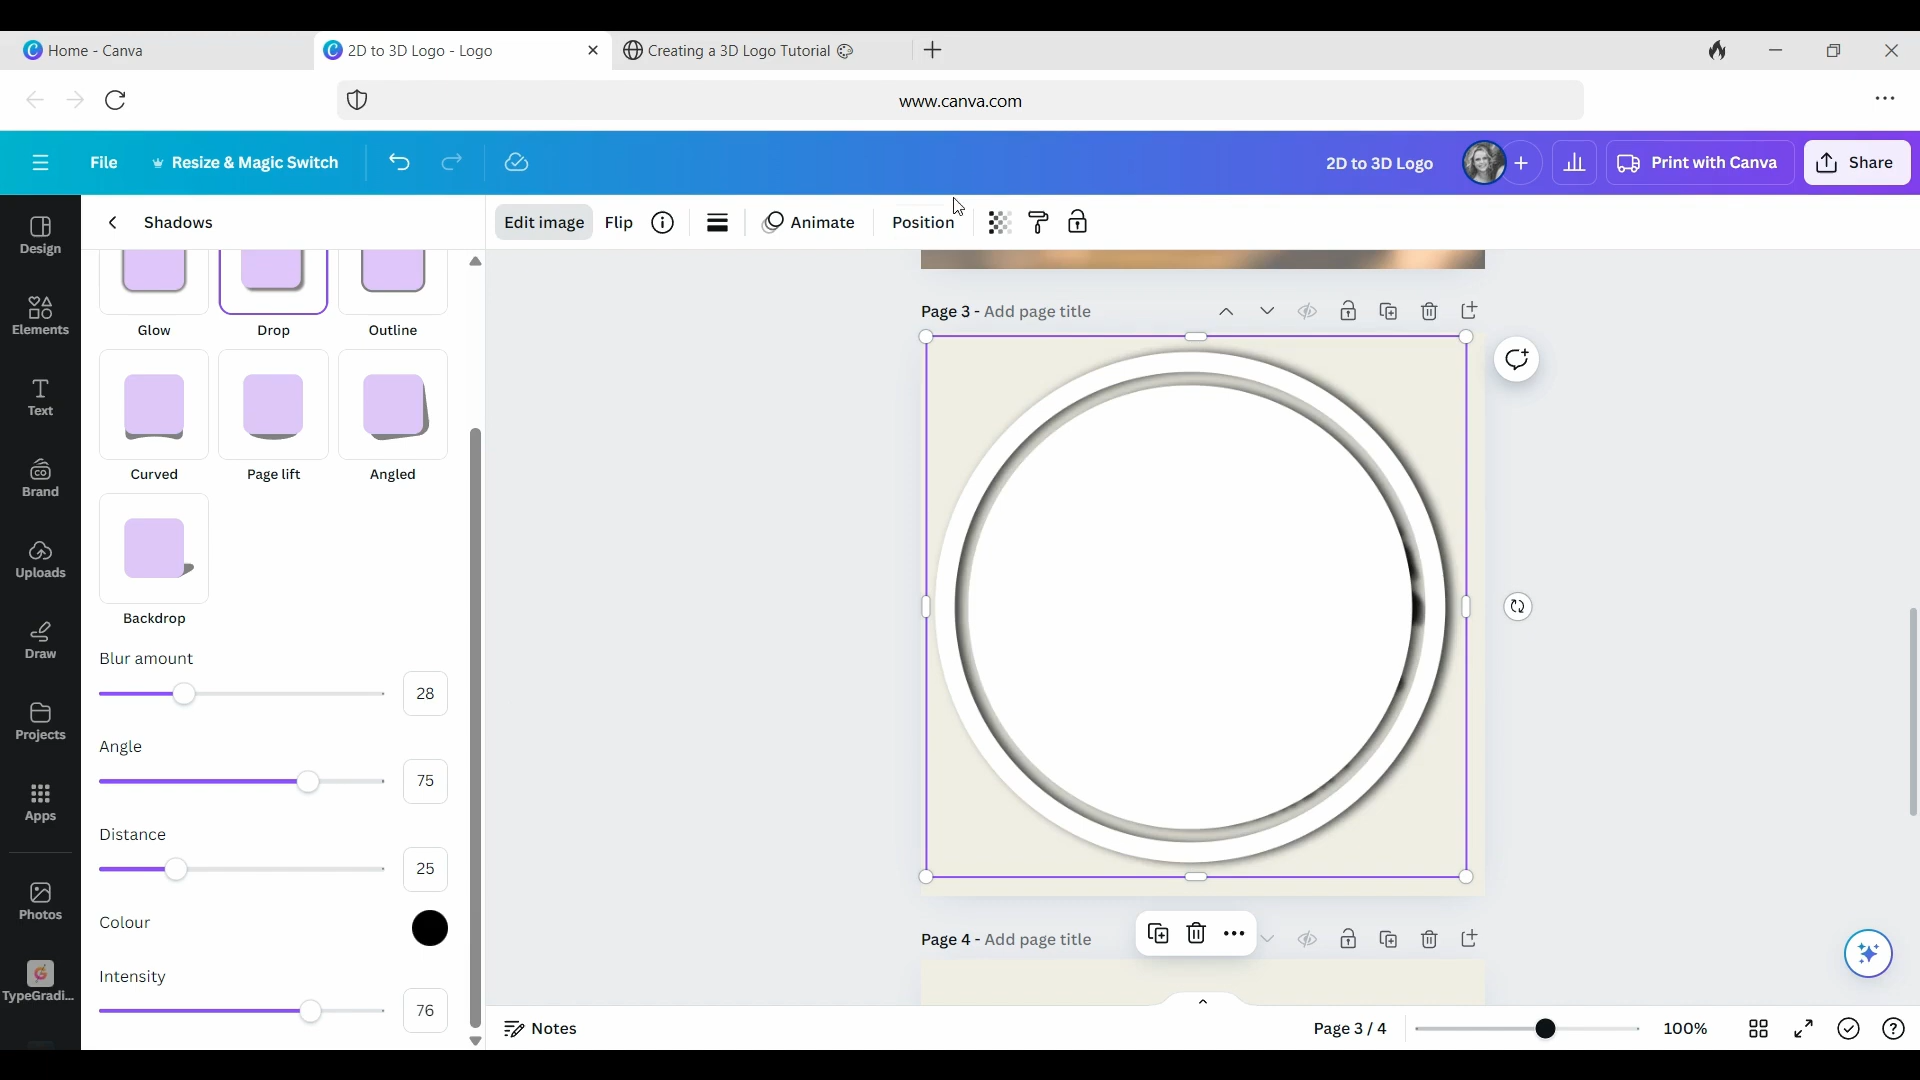 Home - Canva
2D to 3D Logo - Logo
Creating a 3D Logo Tutorial
www.canva.com
File
Resize & Magic Switch
2D to 3D Logo
Print with Canva
Share
Design
Elements
Text
Brand
Uploads
Draw
Projects
Apps
Photos
TypeGradi...
Shadows
Glow
Drop
Outline
Curved
Page lift
Angled
Backdrop
Blur amount
28
Angle
75
Distance
25
Colour
Intensity
76
Edit image
Flip
Animate
Position
Page 3 - Add page title
Page 4 - Add page title
Notes
Page 3 / 4
100%